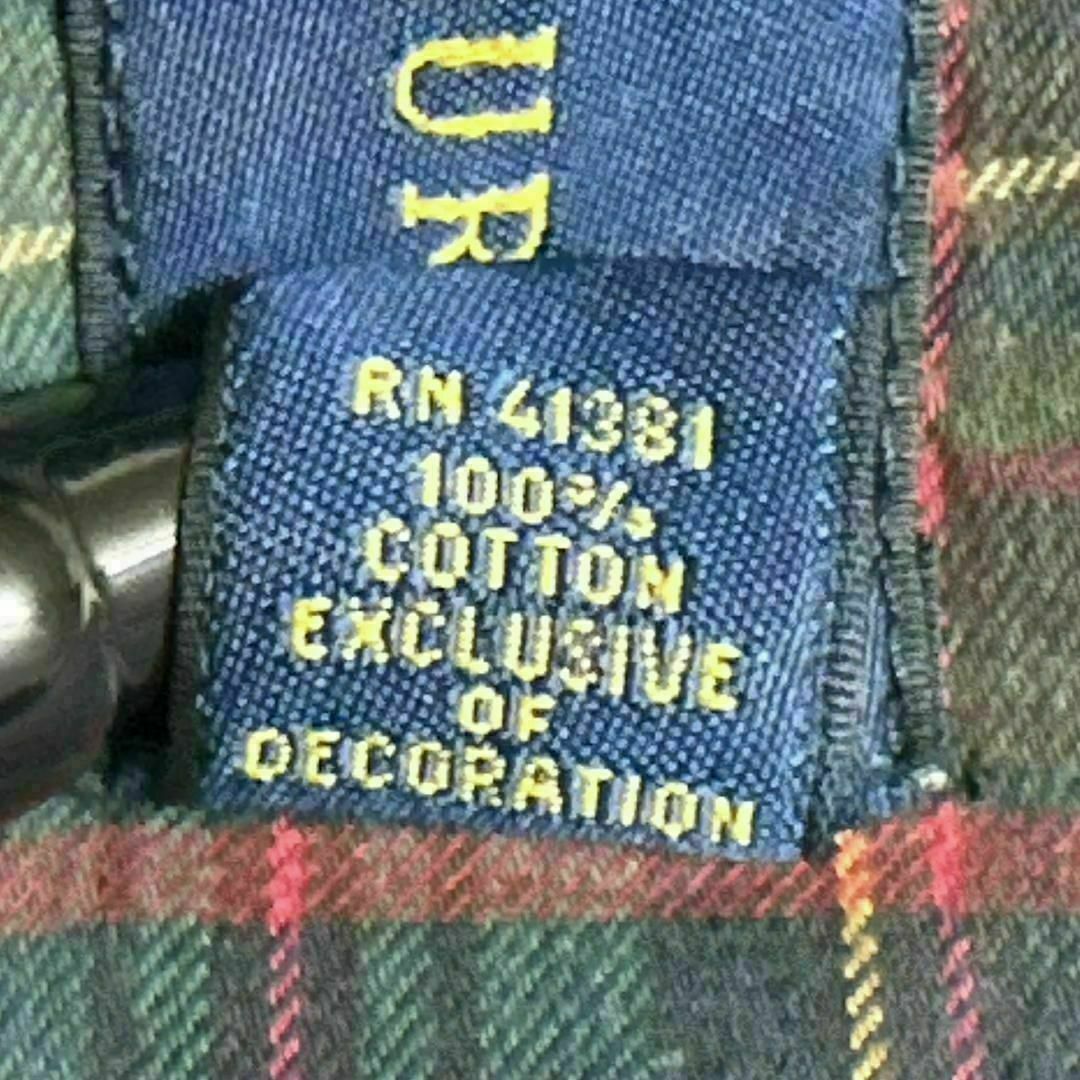 UR
RN 41381
100%
COTTON
EXCLUSIVE
OF
DECORATION